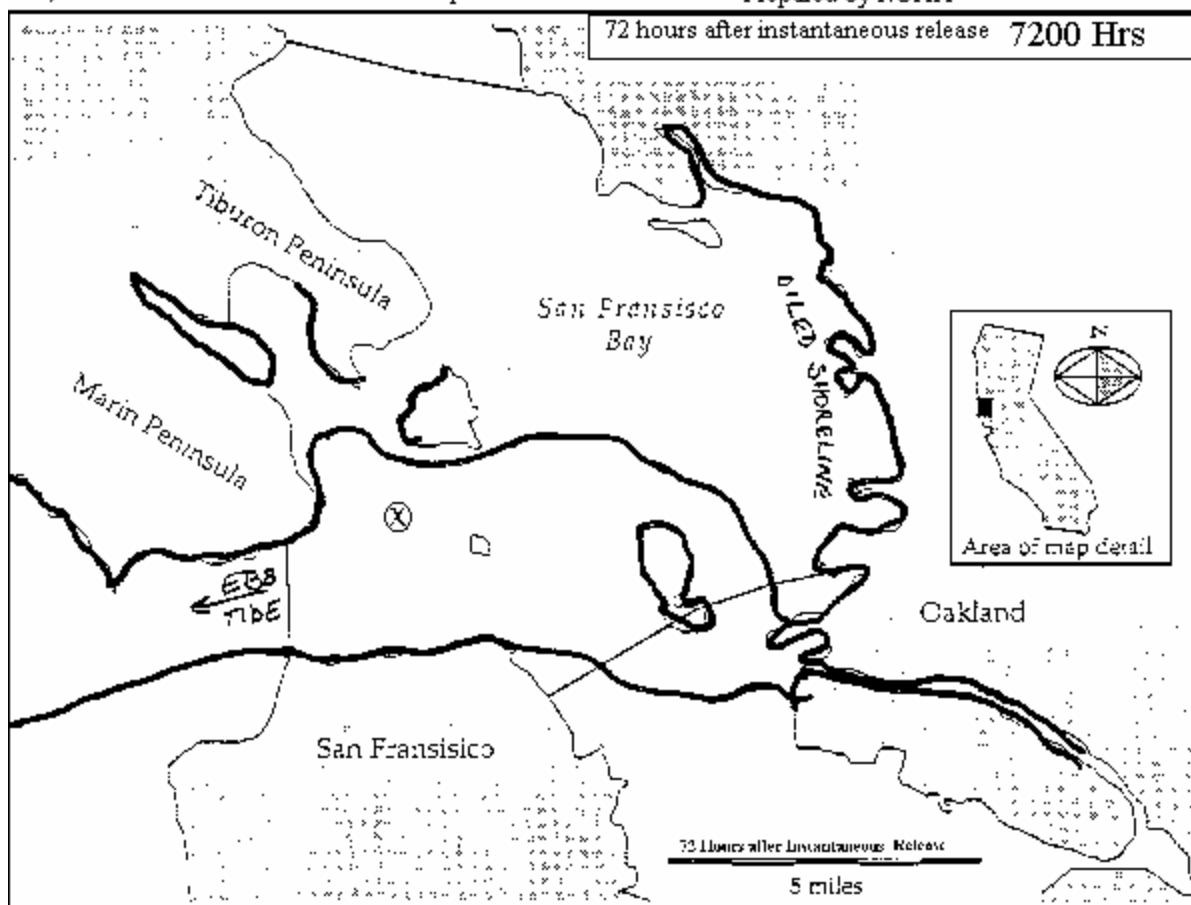 72 hours after instantaneous release 7200 Hrs
Tiburon Peninsula
San Fransisco
Bay
OILED SHORELINE
Marin Peninsula
N
Area of map detail
X
EBB
TIDE
Oakland
San Fransisico
72 Hours after Instantaneous Release
5 miles